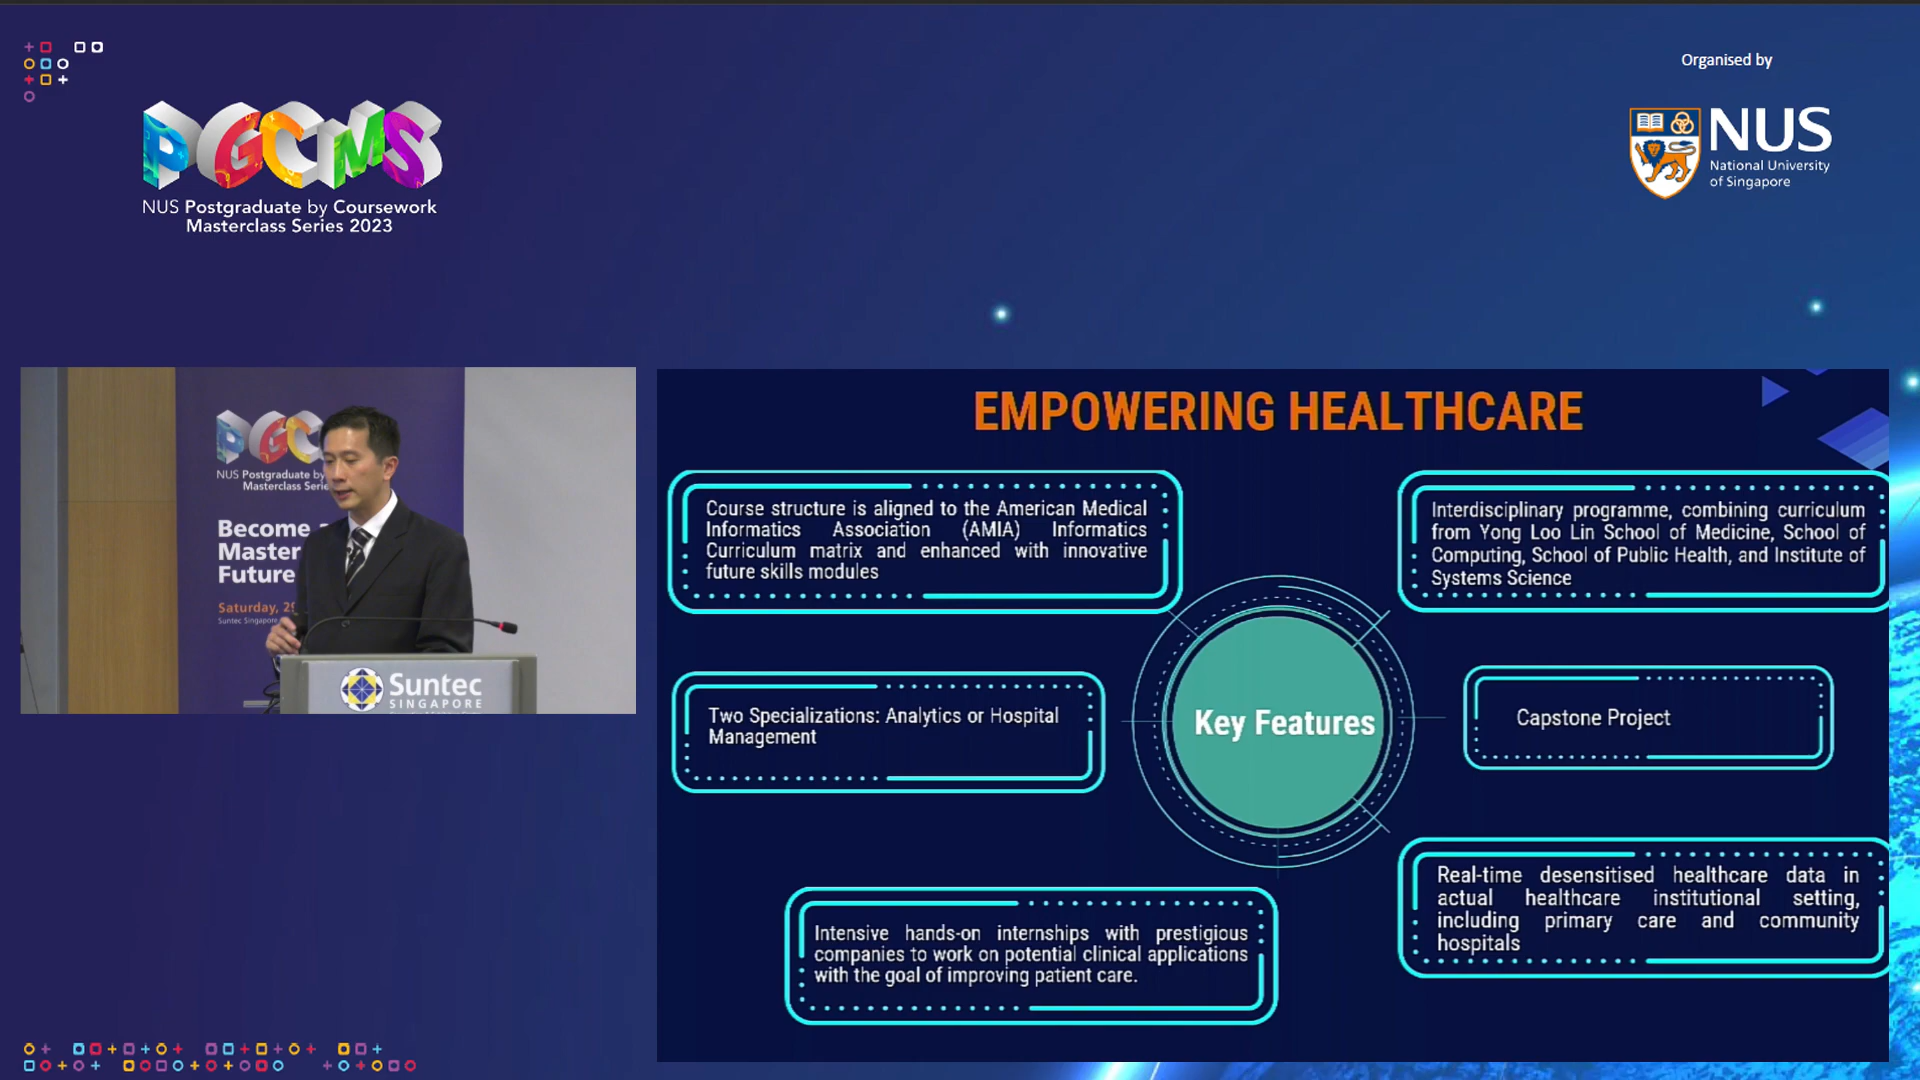 Organised by
PGCMS
NUS Postgraduate by Coursework
Masterclass Series 2023
NUS
National University
of Singapore
PGC
NUS Postgraduate by
Masterclass
Become
Master
Future
Saturday,
Suntec Singapore
Suntec
SINGAPORE
EMPOWERING HEALTHCARE
Course structure is aligned to the American Medical
Informatics Association (AMIA) Informatics
Curriculum matrix and enhanced with innovative
future skills modules
Interdisciplinary programme, combining curriculum
from Yong Loo Lin School of Medicine, School of
Computing, School of Public Health, and Institute of
Systems Science
Two Specializations: Analytics or Hospital
Management
Key Features
Capstone Project
Intensive hands-on internships with prestigious
companies to work on potential clinical applications
with the goal of improving patient care.
Real-time desensitised healthcare data in
actual healthcare institutional setting,
including primary care and community
hospitals